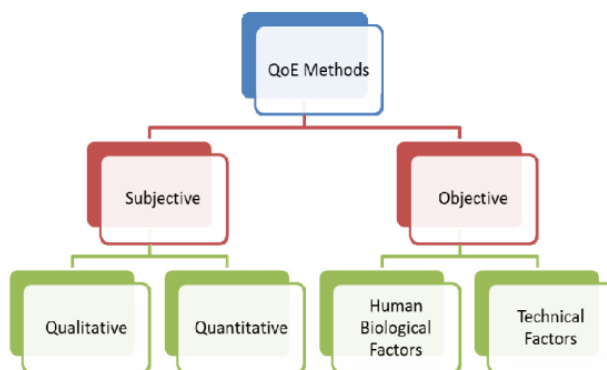 QoE Methods
Subjective
Objective
Qualitative
Quantitative
Human
Biological
Factors
Technical
Factors